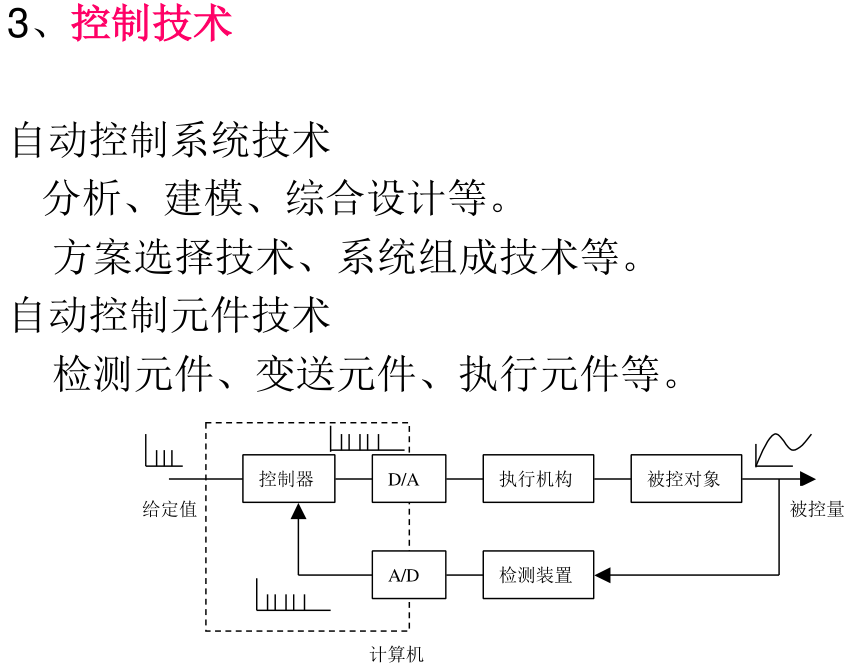 3、控制技术
自动控制系统技术
分析、建模、综合设计等。
方案选择技术、系统组成技术等。
自动控制元件技术
检测元件、变送元件、执行元件等。
控制器
D/A
执行机构
被控对象
给定值
被控量
A/D
检测装置
计算机